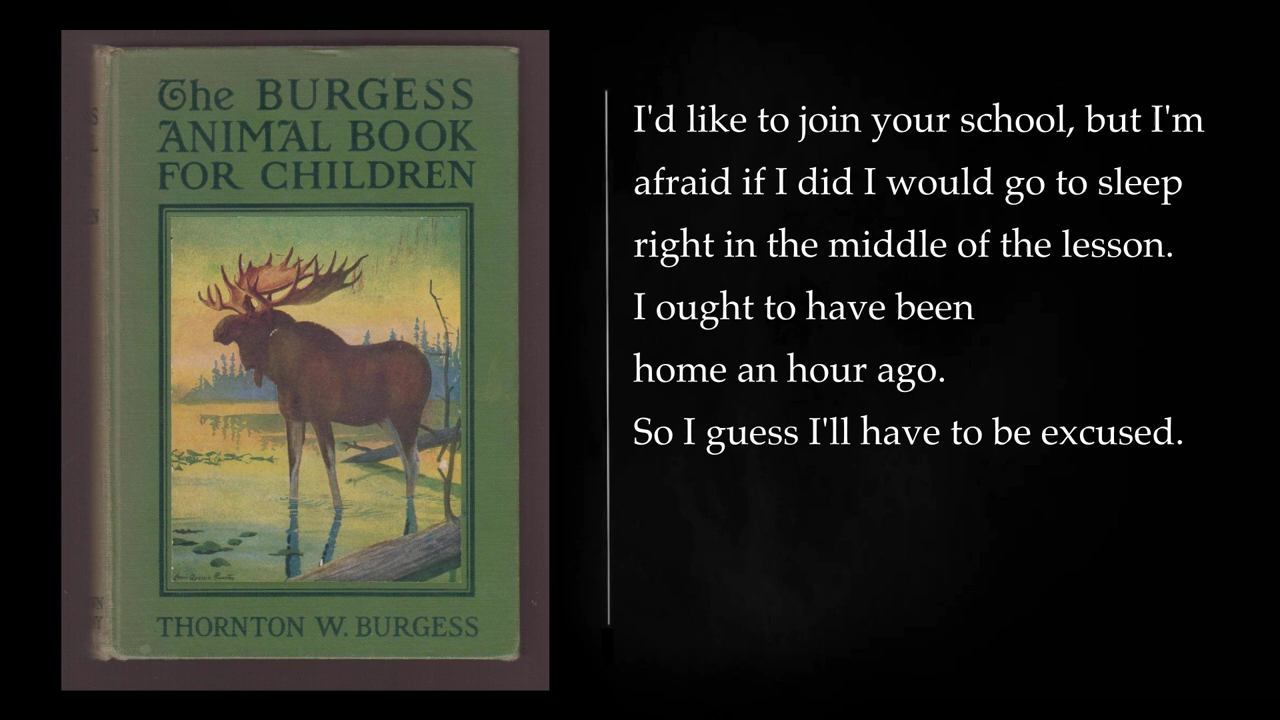 The BURGESS
ANIMAL BOOK
FOR CHILDREN
THORNTON W. BURGESS
I'd like to join your school, but I'm
afraid if I did I would go to sleep
right in the middle of the lesson.
I ought to have been
home an hour ago.
So I guess I'll have to be excused.